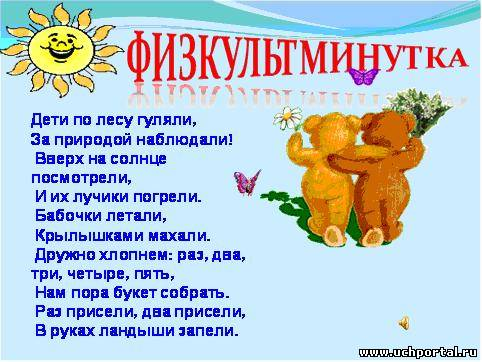 ФИЗКУЛЬТМИНУТКА
Дети по лесу гуляли,
За природой наблюдали!
Вверх на солнце
посмотрели,
И их лучики погрели.
Бабочки летали,
Крылышками махали.
Дружно хлопнем: раз, два,
три, четыре, пять,
Нам пора букет собрать.
Раз присели, два присели,
В руках ландыши запели.
www.uchportal.ru